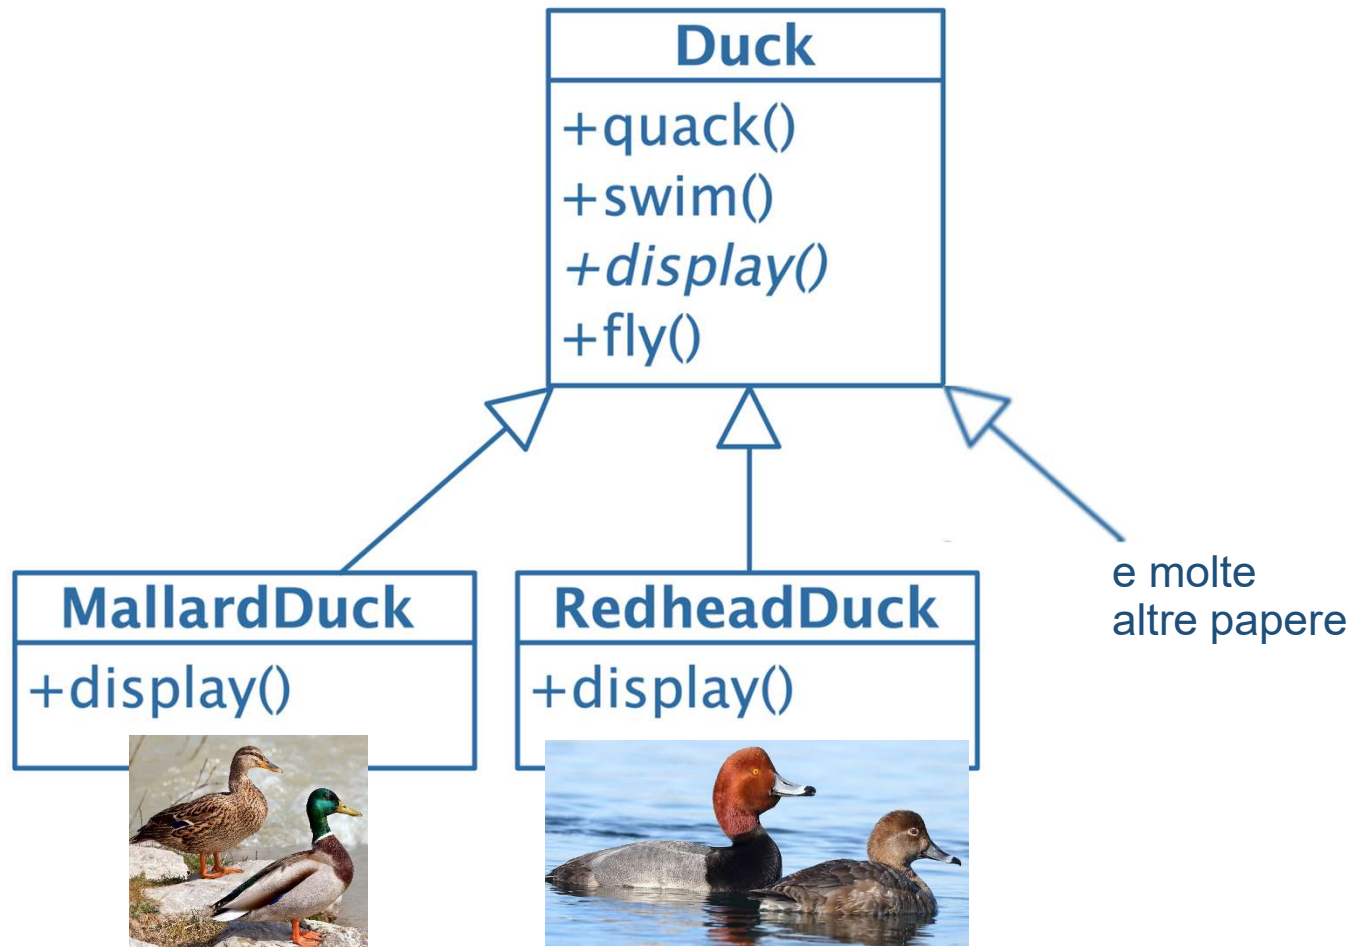 Duck
+quack()
+swim()
+display()
+fly()
MallardDuck
+display()
RedheadDuck
+display()
e molte
altre papere